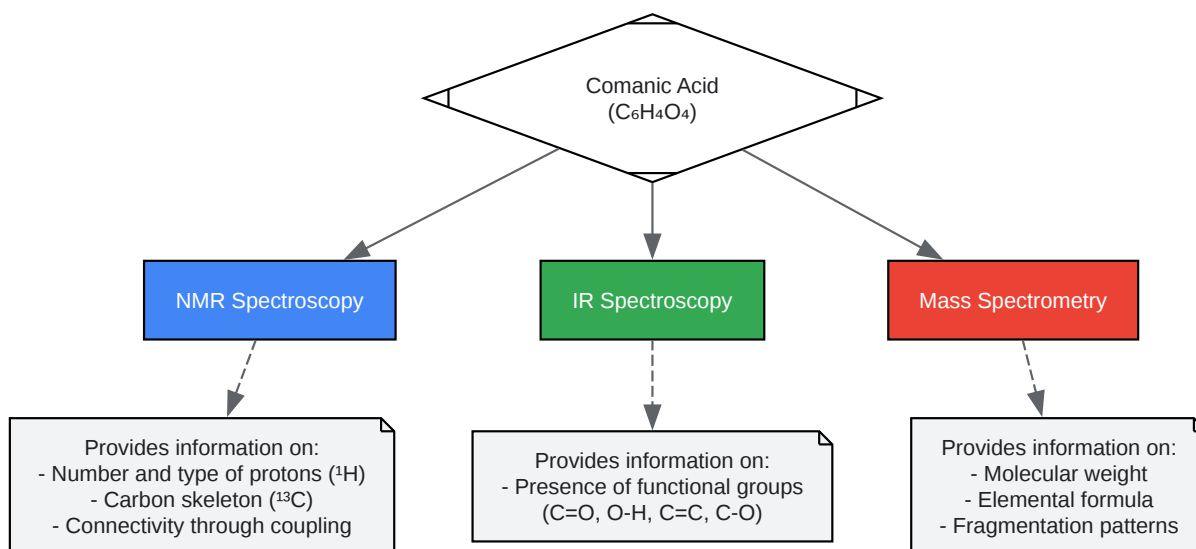 Comanic Acid
(C₆H₄O₄)
NMR Spectroscopy
IR Spectroscopy
Mass Spectrometry
Provides information on:
- Number and type of protons (¹H)
- Carbon skeleton (¹³C)
- Connectivity through coupling
Provides information on:
- Presence of functional groups
(C=O, O-H, C=C, C-O)
Provides information on:
- Molecular weight
- Elemental formula
- Fragmentation patterns